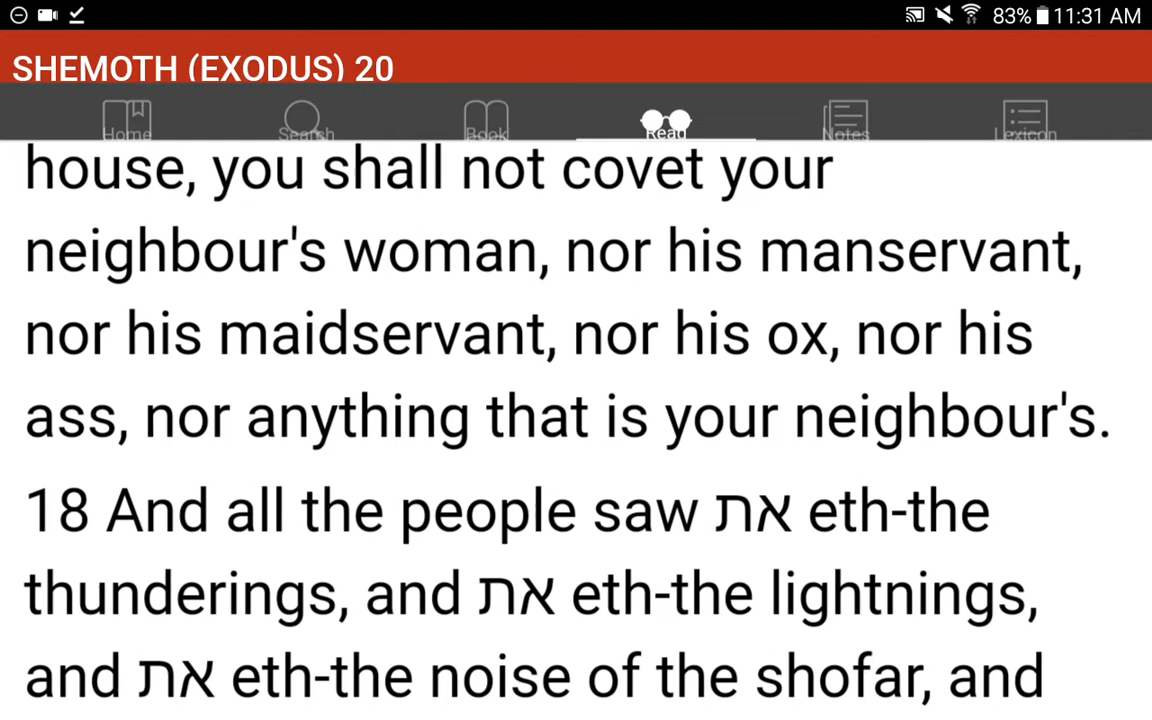 83% 11:31 AM
SHEMOTH (EXODUS) 20
Home Search Book Read Notes Lexicon
house, you shall not covet your
neighbour's woman, nor his manservant,
nor his maidservant, nor his ox, nor his
ass, nor anything that is your neighbour's.
18 And all the people saw את eth-the
thunderings, and את eth-the lightnings,
and את eth-the noise of the shofar, and